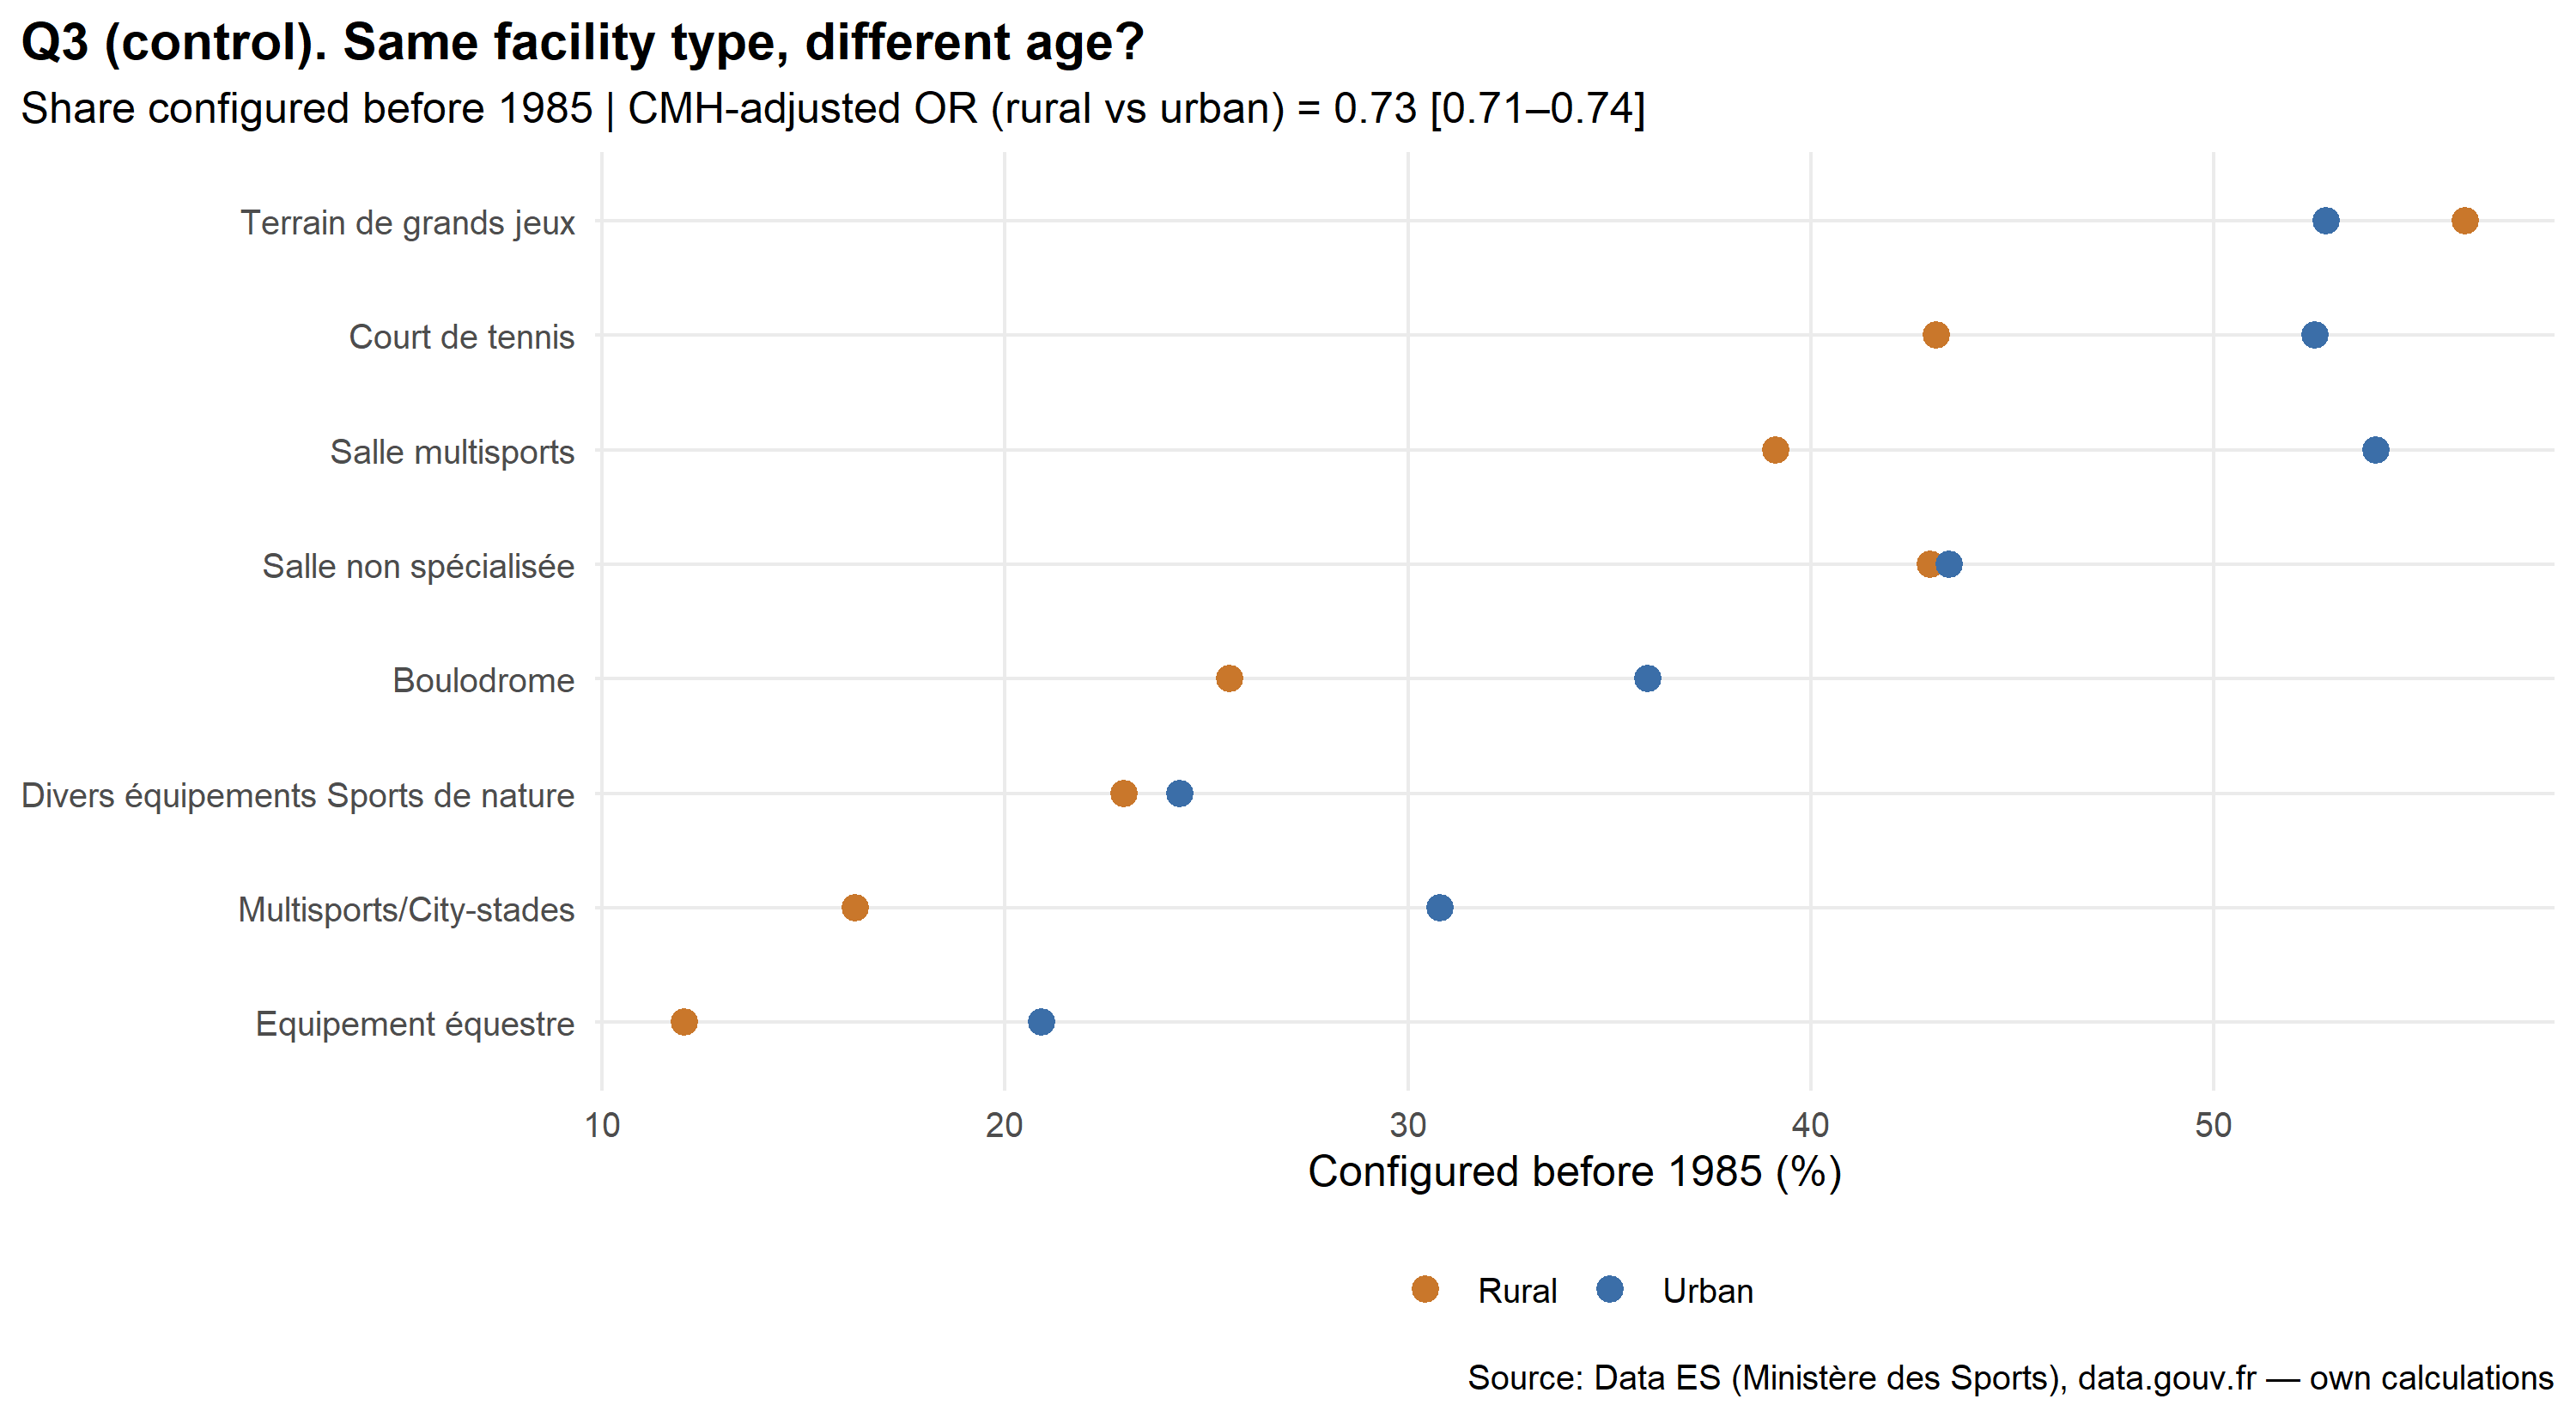 Q3 (control). Same facility type, different age?
Share configured before 1985 | CMH-adjusted OR (rural vs urban) = 0.73 [0.71–0.74]
Terrain de grands jeux
Court de tennis
Salle multisports
Salle non spécialisée
Boulodrome
Divers équipements Sports de nature
Multisports/City-stades
Equipement équestre
10 20 30 40 50
Configured before 1985 (%)
Rural Urban
Source: Data ES (Ministère des Sports), data.gouv.fr — own calculations